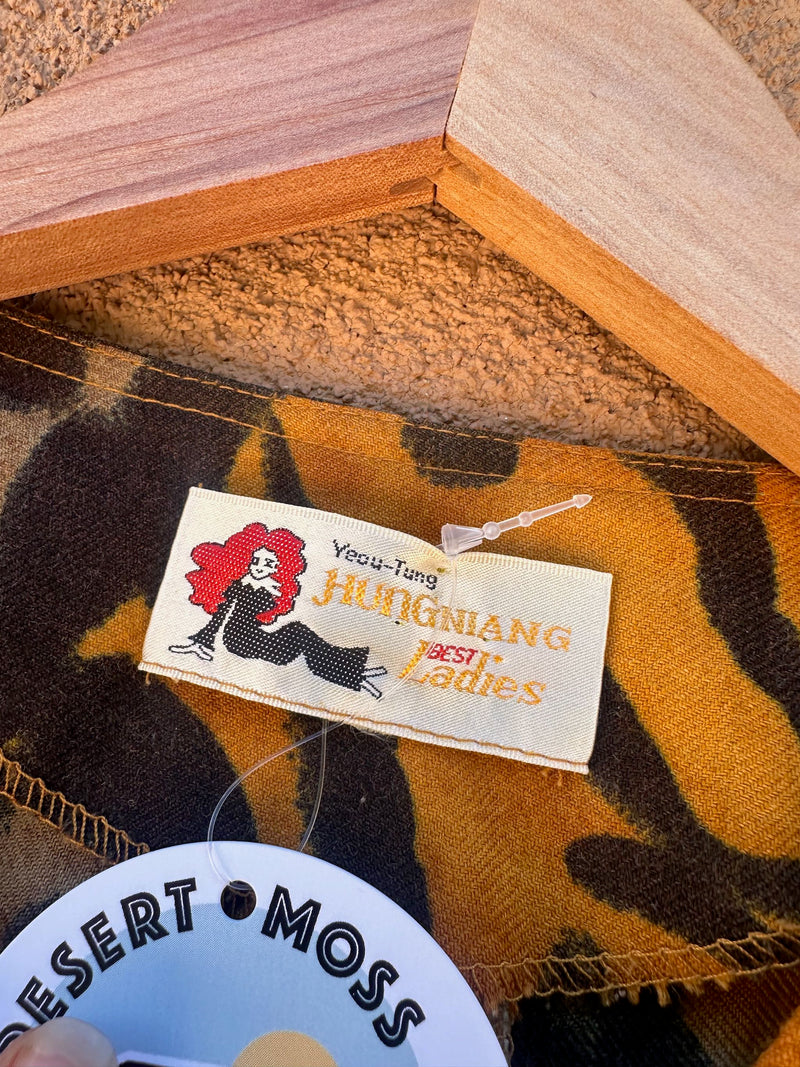 Yeou-Tung
HUNGNIANG
BEST
Ladies
DESERT • MOSS